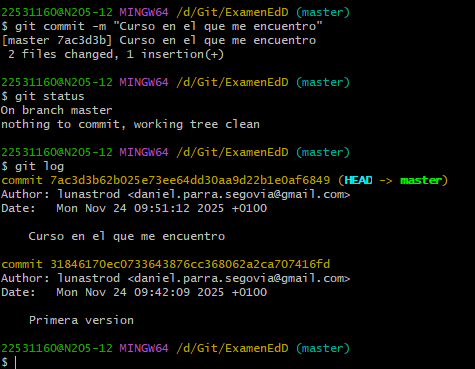 22531160@N205-12 MINGW64 /d/Git/ExamenEdD (master)
$ git commit -m "Curso en el que me encuentro"
[master 7ac3d3b] Curso en el que me encuentro
 2 files changed, 1 insertion(+)

22531160@N205-12 MINGW64 /d/Git/ExamenEdD (master)
$ git status
On branch master
nothing to commit, working tree clean

22531160@N205-12 MINGW64 /d/Git/ExamenEdD (master)
$ git log
commit 7ac3d3b62b025e73ee64dd30aa9d22b1e0af6849 (HEAD -> master)
Author: lunastrod <daniel.parra.segovia@gmail.com>
Date:   Mon Nov 24 09:51:12 2025 +0100

    Curso en el que me encuentro

commit 31846170ec0733643876cc368062a2ca707416fd
Author: lunastrod <daniel.parra.segovia@gmail.com>
Date:   Mon Nov 24 09:42:09 2025 +0100

    Primera version

22531160@N205-12 MINGW64 /d/Git/ExamenEdD (master)
$